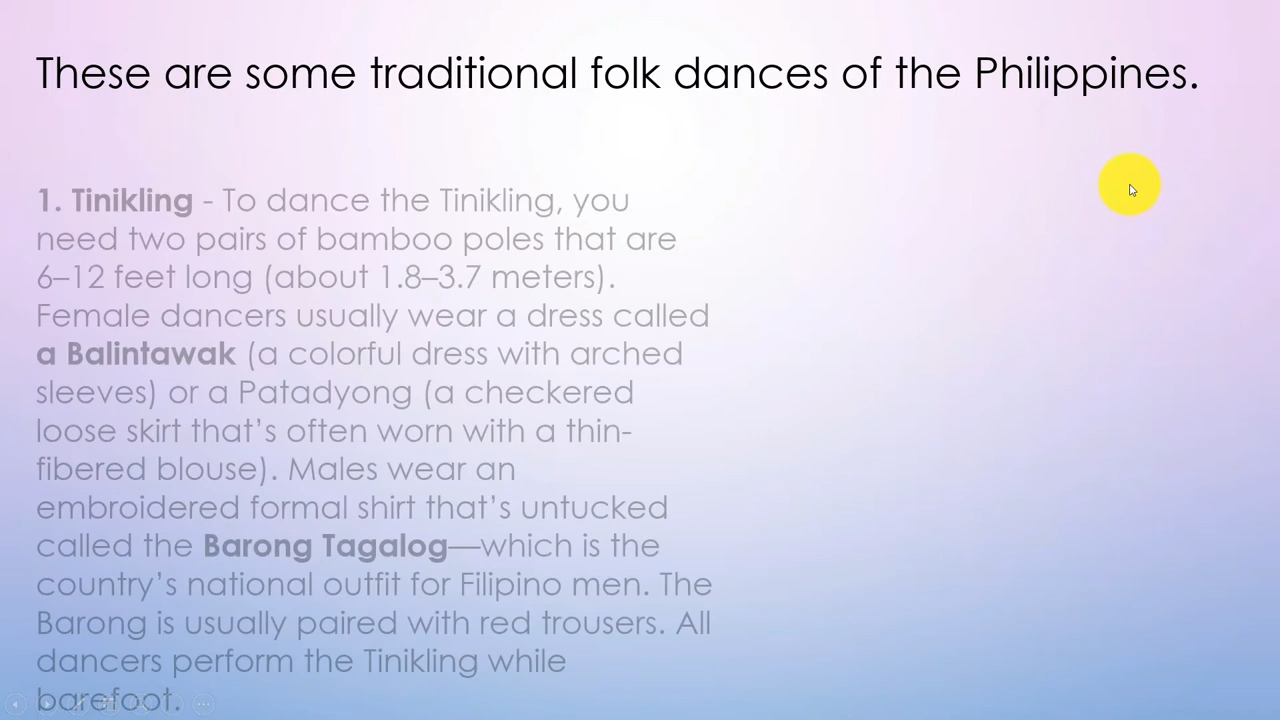 These are some traditional folk dances of the Philippines.
1. Tinikling - To dance the Tinikling, you
need two pairs of bamboo poles that are
6–12 feet long (about 1.8–3.7 meters).
Female dancers usually wear a dress called
a Balintawak (a colorful dress with arched
sleeves) or a Patadyong (a checkered
loose skirt that’s often worn with a thin-
fibered blouse). Males wear an
embroidered formal shirt that’s untucked
called the Barong Tagalog—which is the
country’s national outfit for Filipino men. The
Barong is usually paired with red trousers. All
dancers perform the Tinikling while
barefoot.